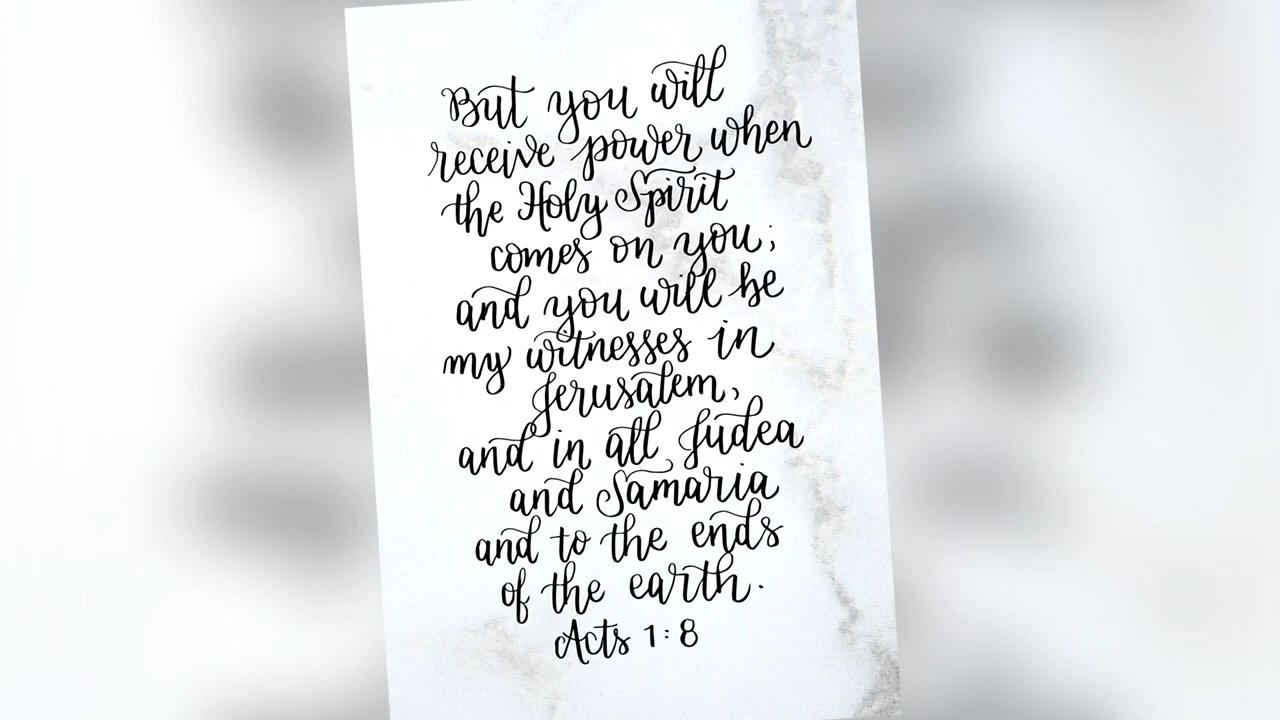 But you will
receive power when
the Holy Spirit
comes on you;
and you will be
my witnesses in
Jerusalem,
and in all Judea
and Samaria
and to the ends
of the earth.
Acts 1:8